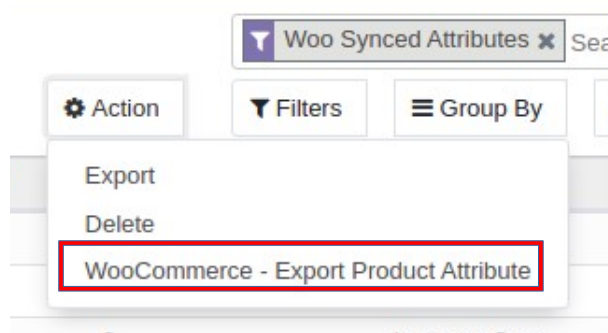 Woo Synced Attributes × Sea
Action Filters Group By
Export
Delete
WooCommerce - Export Product Attribute